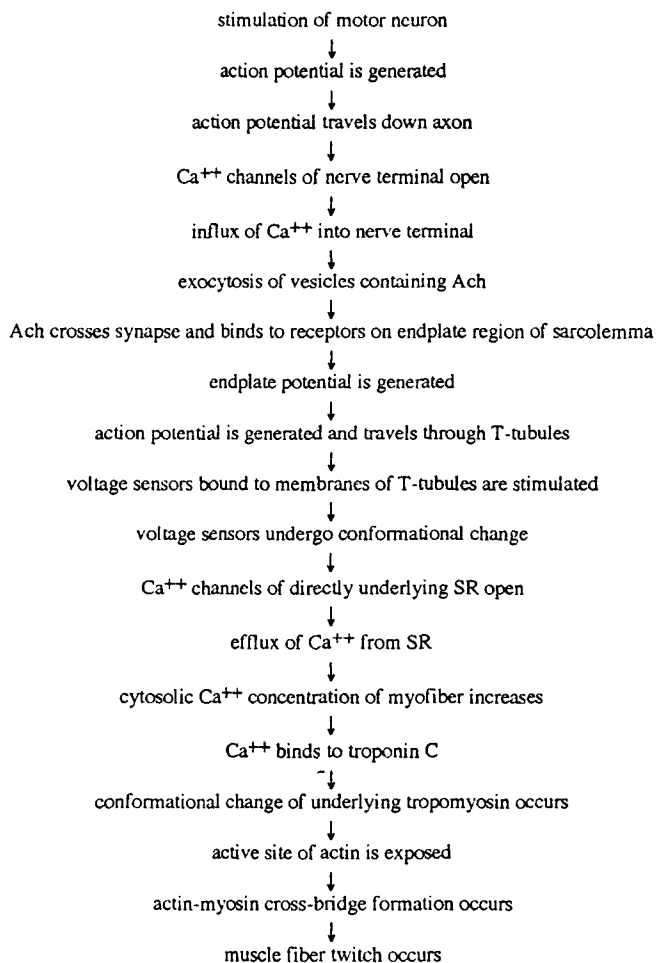 stimulation of motor neuron
↓
action potential is generated
↓
action potential travels down axon
↓
Ca++ channels of nerve terminal open
↓
influx of Ca++ into nerve terminal
↓
exocytosis of vesicles containing Ach
↓
Ach crosses synapse and binds to receptors on endplate region of sarcolemma
↓
endplate potential is generated
↓
action potential is generated and travels through T-tubules
↓
voltage sensors bound to membranes of T-tubules are stimulated
↓
voltage sensors undergo conformational change
↓
Ca++ channels of directly underlying SR open
↓
efflux of Ca++ from SR
↓
cytosolic Ca++ concentration of myofiber increases
↓
Ca++ binds to troponin C
↓
conformational change of underlying tropomyosin occurs
↓
active site of actin is exposed
↓
actin-myosin cross-bridge formation occurs
↓
muscle fiber twitch occurs